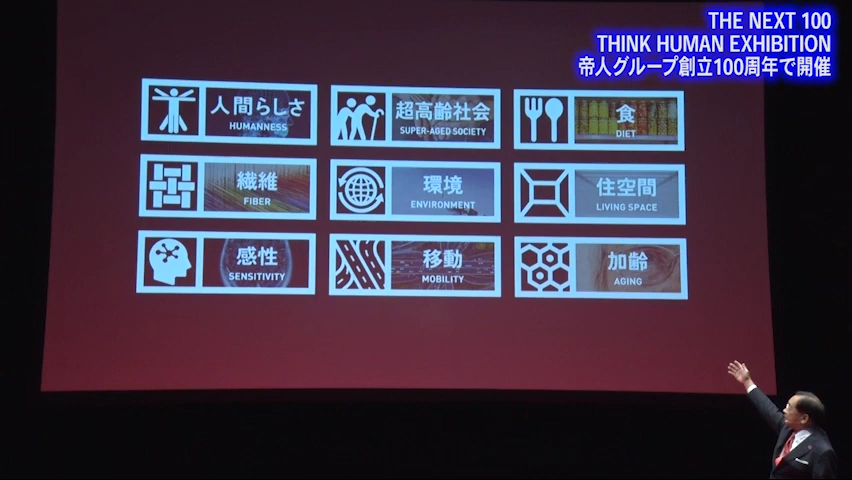 THE NEXT 100
THINK HUMAN EXHIBITION
帝人グループ創立100周年で開催
人間らしさ
HUMANNESS
超高齢社会
SUPER-AGED SOCIETY
食
DIET
繊維
FIBER
環境
ENVIRONMENT
住空間
LIVING SPACE
感性
SENSITIVITY
移動
MOBILITY
加齢
AGING